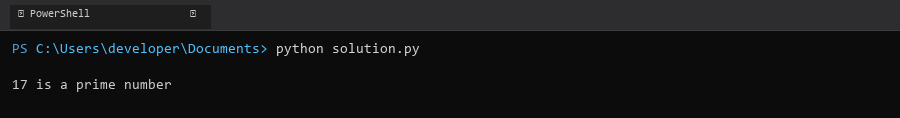 PowerShell
PS C:\Users\developer\Documents> python solution.py
17 is a prime number